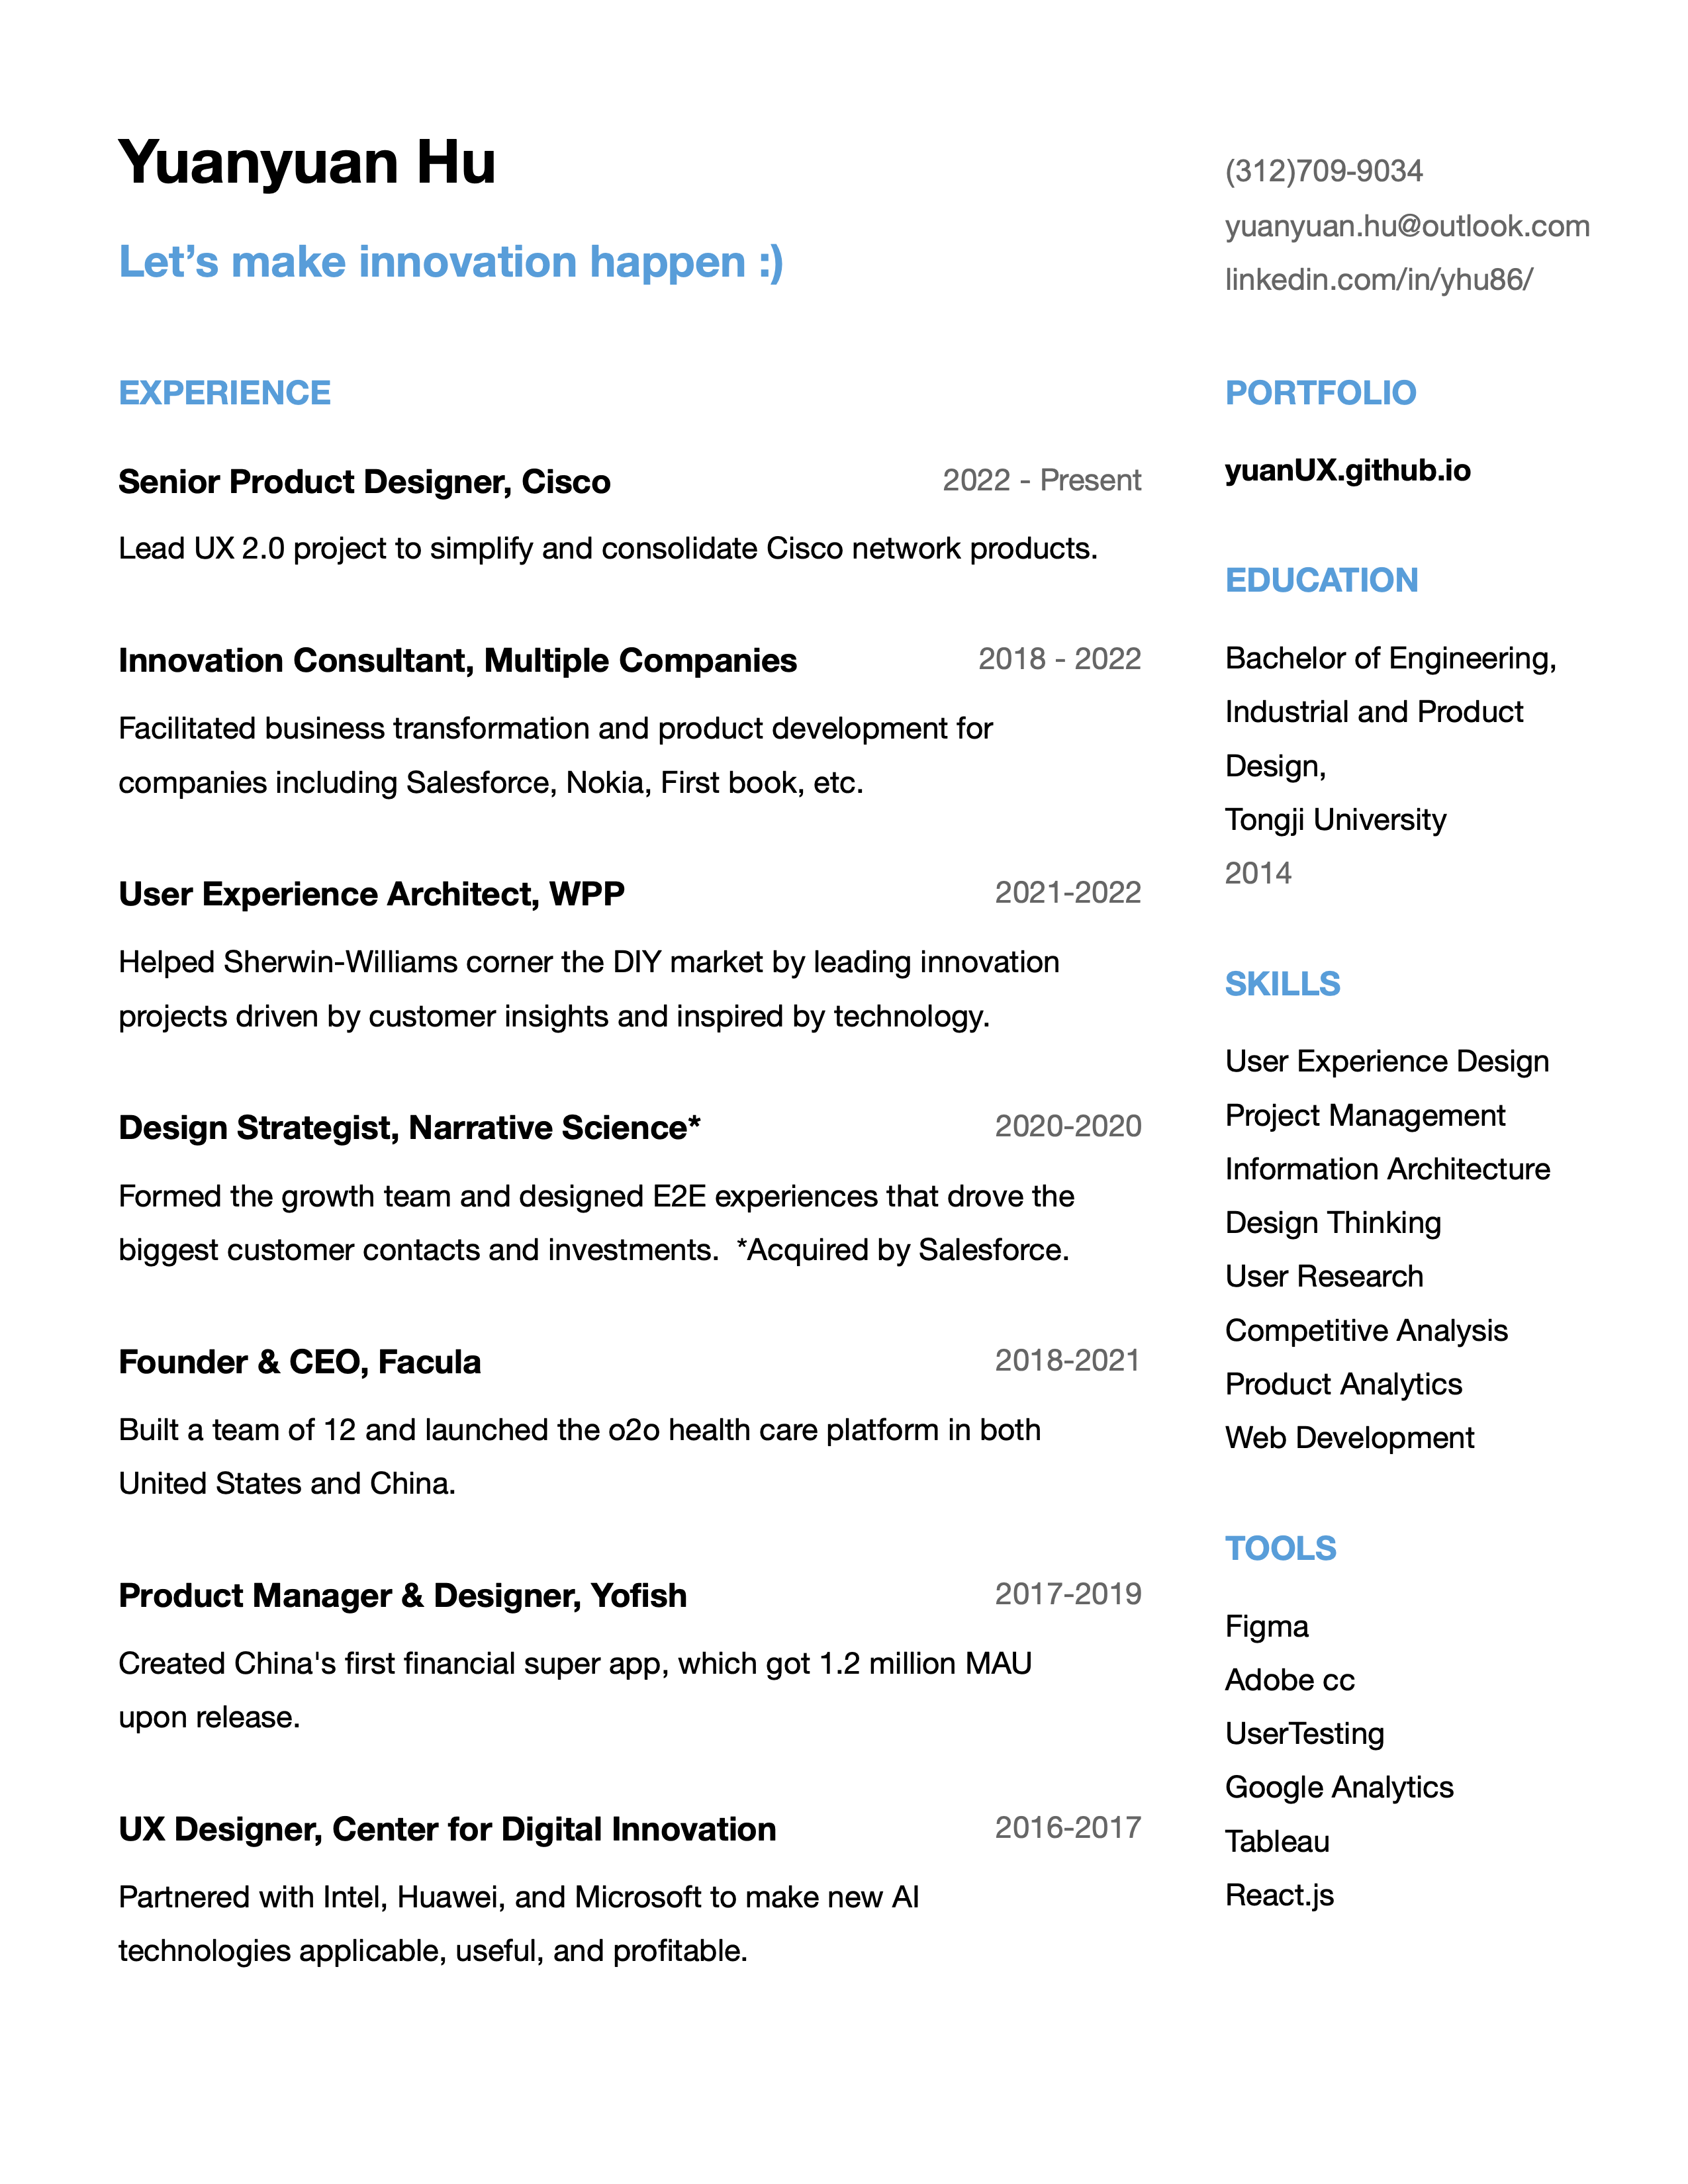 Yuanyuan Hu
Let’s make innovation happen :)
(312)709-9034
yuanyuan.hu@outlook.com
linkedin.com/in/yhu86/
EXPERIENCE
Senior Product Designer, Cisco 2022 - Present
Lead UX 2.0 project to simplify and consolidate Cisco network products.
Innovation Consultant, Multiple Companies 2018 - 2022
Facilitated business transformation and product development for
companies including Salesforce, Nokia, First book, etc.
User Experience Architect, WPP 2021-2022
Helped Sherwin-Williams corner the DIY market by leading innovation
projects driven by customer insights and inspired by technology.
Design Strategist, Narrative Science* 2020-2020
Formed the growth team and designed E2E experiences that drove the
biggest customer contacts and investments.  *Acquired by Salesforce.
Founder & CEO, Facula 2018-2021
Built a team of 12 and launched the o2o health care platform in both
United States and China.
Product Manager & Designer, Yofish 2017-2019
Created China's first financial super app, which got 1.2 million MAU
upon release.
UX Designer, Center for Digital Innovation 2016-2017
Partnered with Intel, Huawei, and Microsoft to make new AI
technologies applicable, useful, and profitable.
PORTFOLIO
yuanUX.github.io
EDUCATION
Bachelor of Engineering,
Industrial and Product
Design,
Tongji University
2014
SKILLS
User Experience Design
Project Management
Information Architecture
Design Thinking
User Research
Competitive Analysis
Product Analytics
Web Development
TOOLS
Figma
Adobe cc
UserTesting
Google Analytics
Tableau
React.js